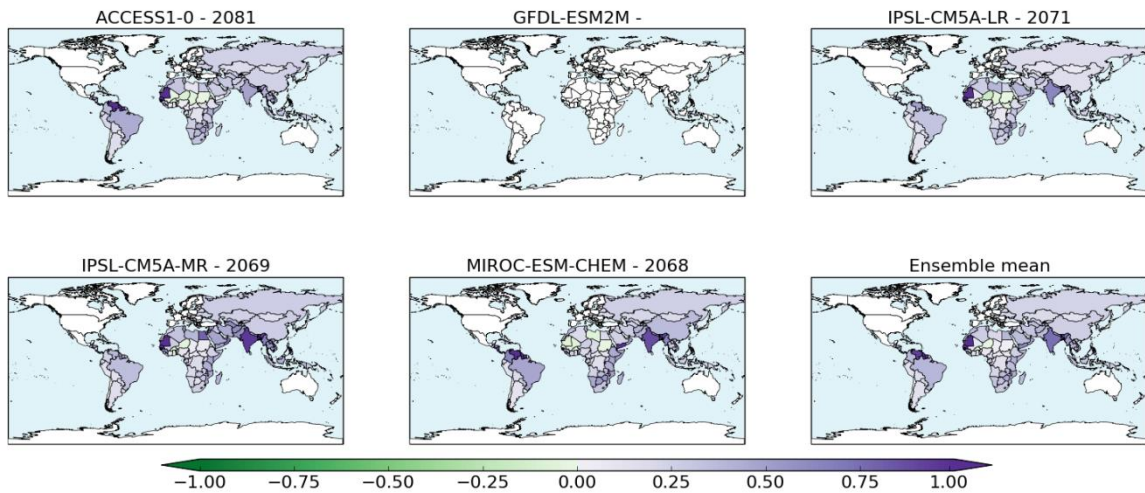 ACCESS1-0 - 2081
GFDL-ESM2M -
IPSL-CM5A-LR - 2071
IPSL-CM5A-MR - 2069
MIROC-ESM-CHEM - 2068
Ensemble mean
−1.00 −0.75 −0.50 −0.25 0.00 0.25 0.50 0.75 1.00